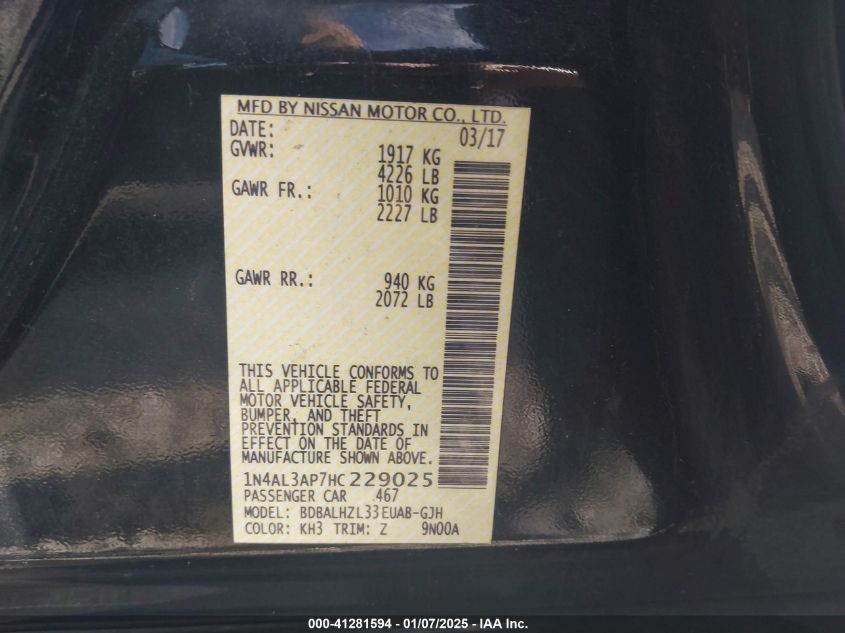 MFD BY NISSAN MOTOR CO., LTD.
DATE: 03/17
GVWR: 1917 KG
4226 LB
GAWR FR.: 1010 KG
2227 LB
GAWR RR.: 940 KG
2072 LB
THIS VEHICLE CONFORMS TO
ALL APPLICABLE FEDERAL
MOTOR VEHICLE SAFETY,
BUMPER, AND THEFT
PREVENTION STANDARDS IN
EFFECT ON THE DATE OF
MANUFACTURE SHOWN ABOVE.
1N4AL3AP7HC229025
PASSENGER CAR 467
MODEL: BDBALHZL33EUAB-GJH
COLOR: KH3 TRIM: Z 9N00A
000-41281594 - 01/07/2025 - IAA Inc.